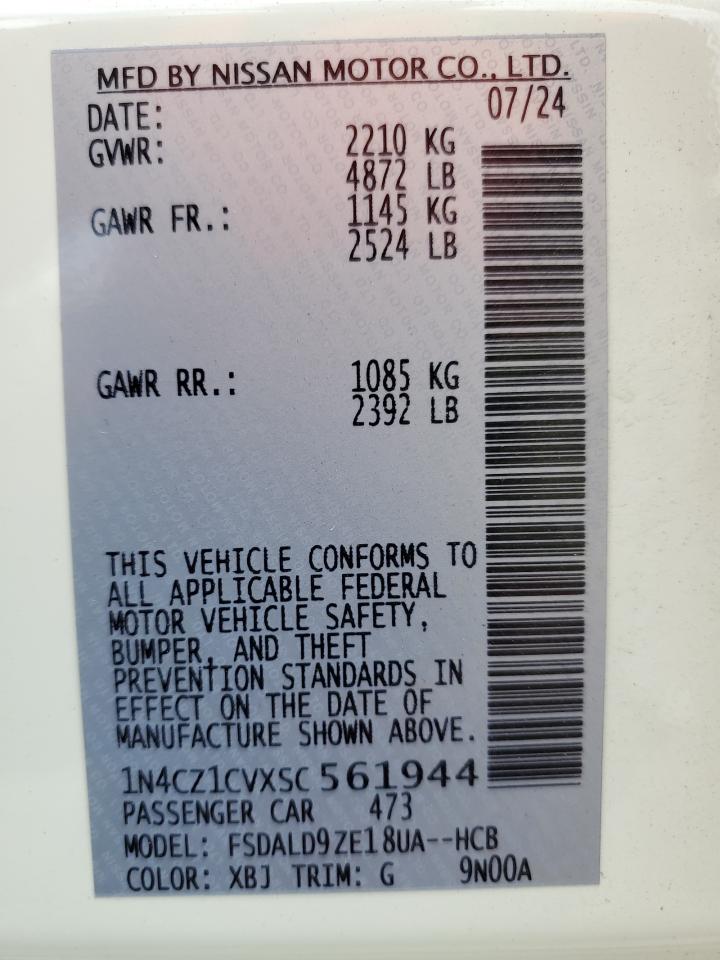 MFD BY NISSAN MOTOR CO., LTD.
DATE: 07/24
GVWR: 2210 KG
4872 LB
GAWR FR.: 1145 KG
2524 LB
GAWR RR.: 1085 KG
2392 LB
THIS VEHICLE CONFORMS TO
ALL APPLICABLE FEDERAL
MOTOR VEHICLE SAFETY,
BUMPER, AND THEFT
PREVENTION STANDARDS IN
EFFECT ON THE DATE OF
MANUFACTURE SHOWN ABOVE.
1N4CZ1CVXSC 561944
PASSENGER CAR 473
MODEL: FSDALD9ZE18UA--HCB
COLOR: XBJ TRIM: G 9N00A